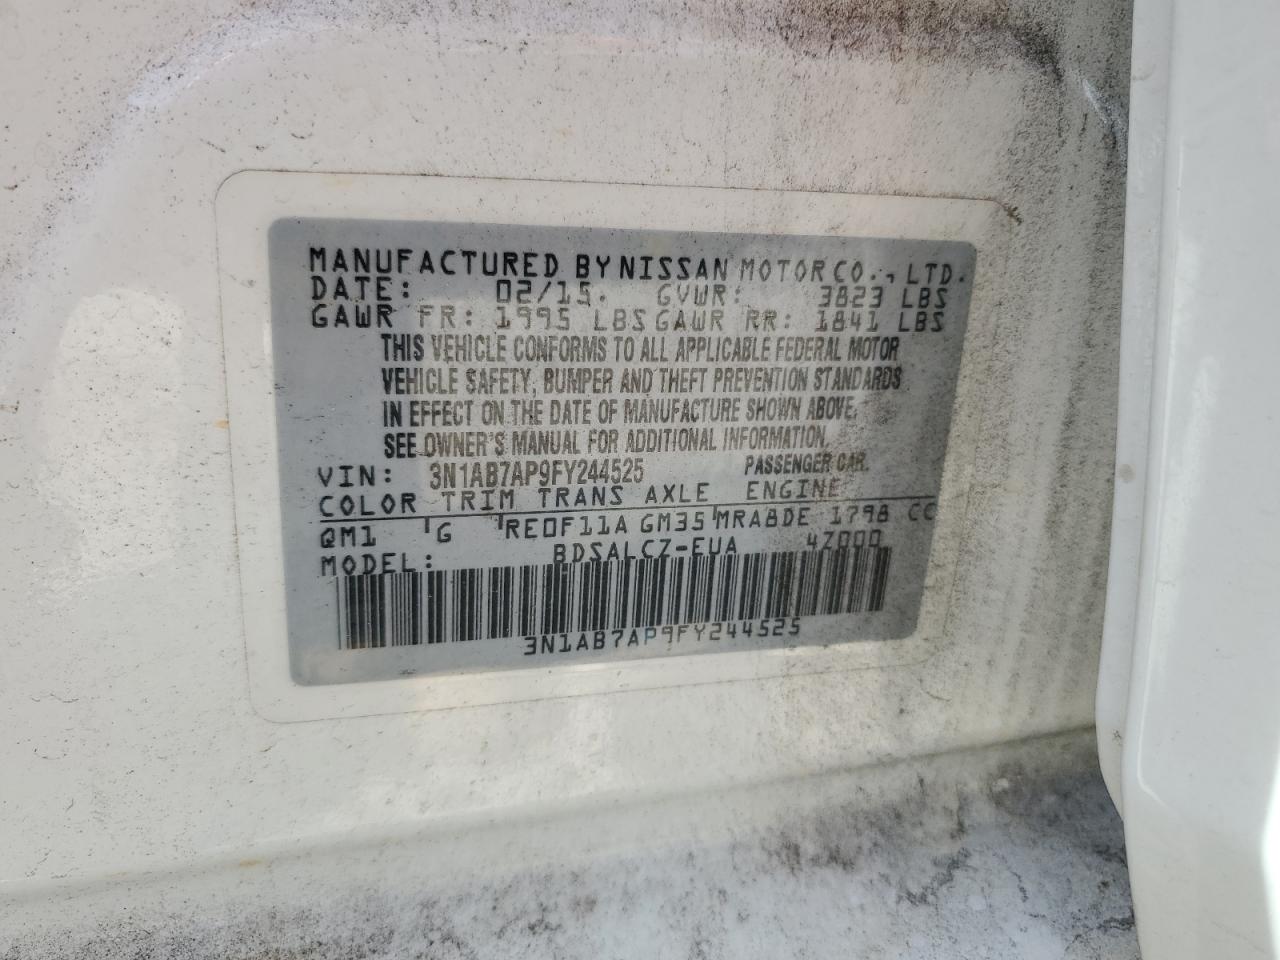 MANUFACTURED BY NISSAN MOTOR CO., LTD.
DATE: 02/15. GVWR: 3823 LBS
GAWR FR: 1995 LBS GAWR RR: 1841 LBS
THIS VEHICLE CONFORMS TO ALL APPLICABLE FEDERAL MOTOR
VEHICLE SAFETY, BUMPER AND THEFT PREVENTION STANDARDS
IN EFFECT ON THE DATE OF MANUFACTURE SHOWN ABOVE.
SEE OWNER'S MANUAL FOR ADDITIONAL INFORMATION.
VIN: 3N1AB7AP9FY244525 PASSENGER CAR.
COLOR TRIM TRANS AXLE ENGINE
QM1 G RE0F11A GM35 MRA8DE 1798 CC
MODEL: BDSALCZ-EUA 4Z000
3N1AB7AP9FY244525